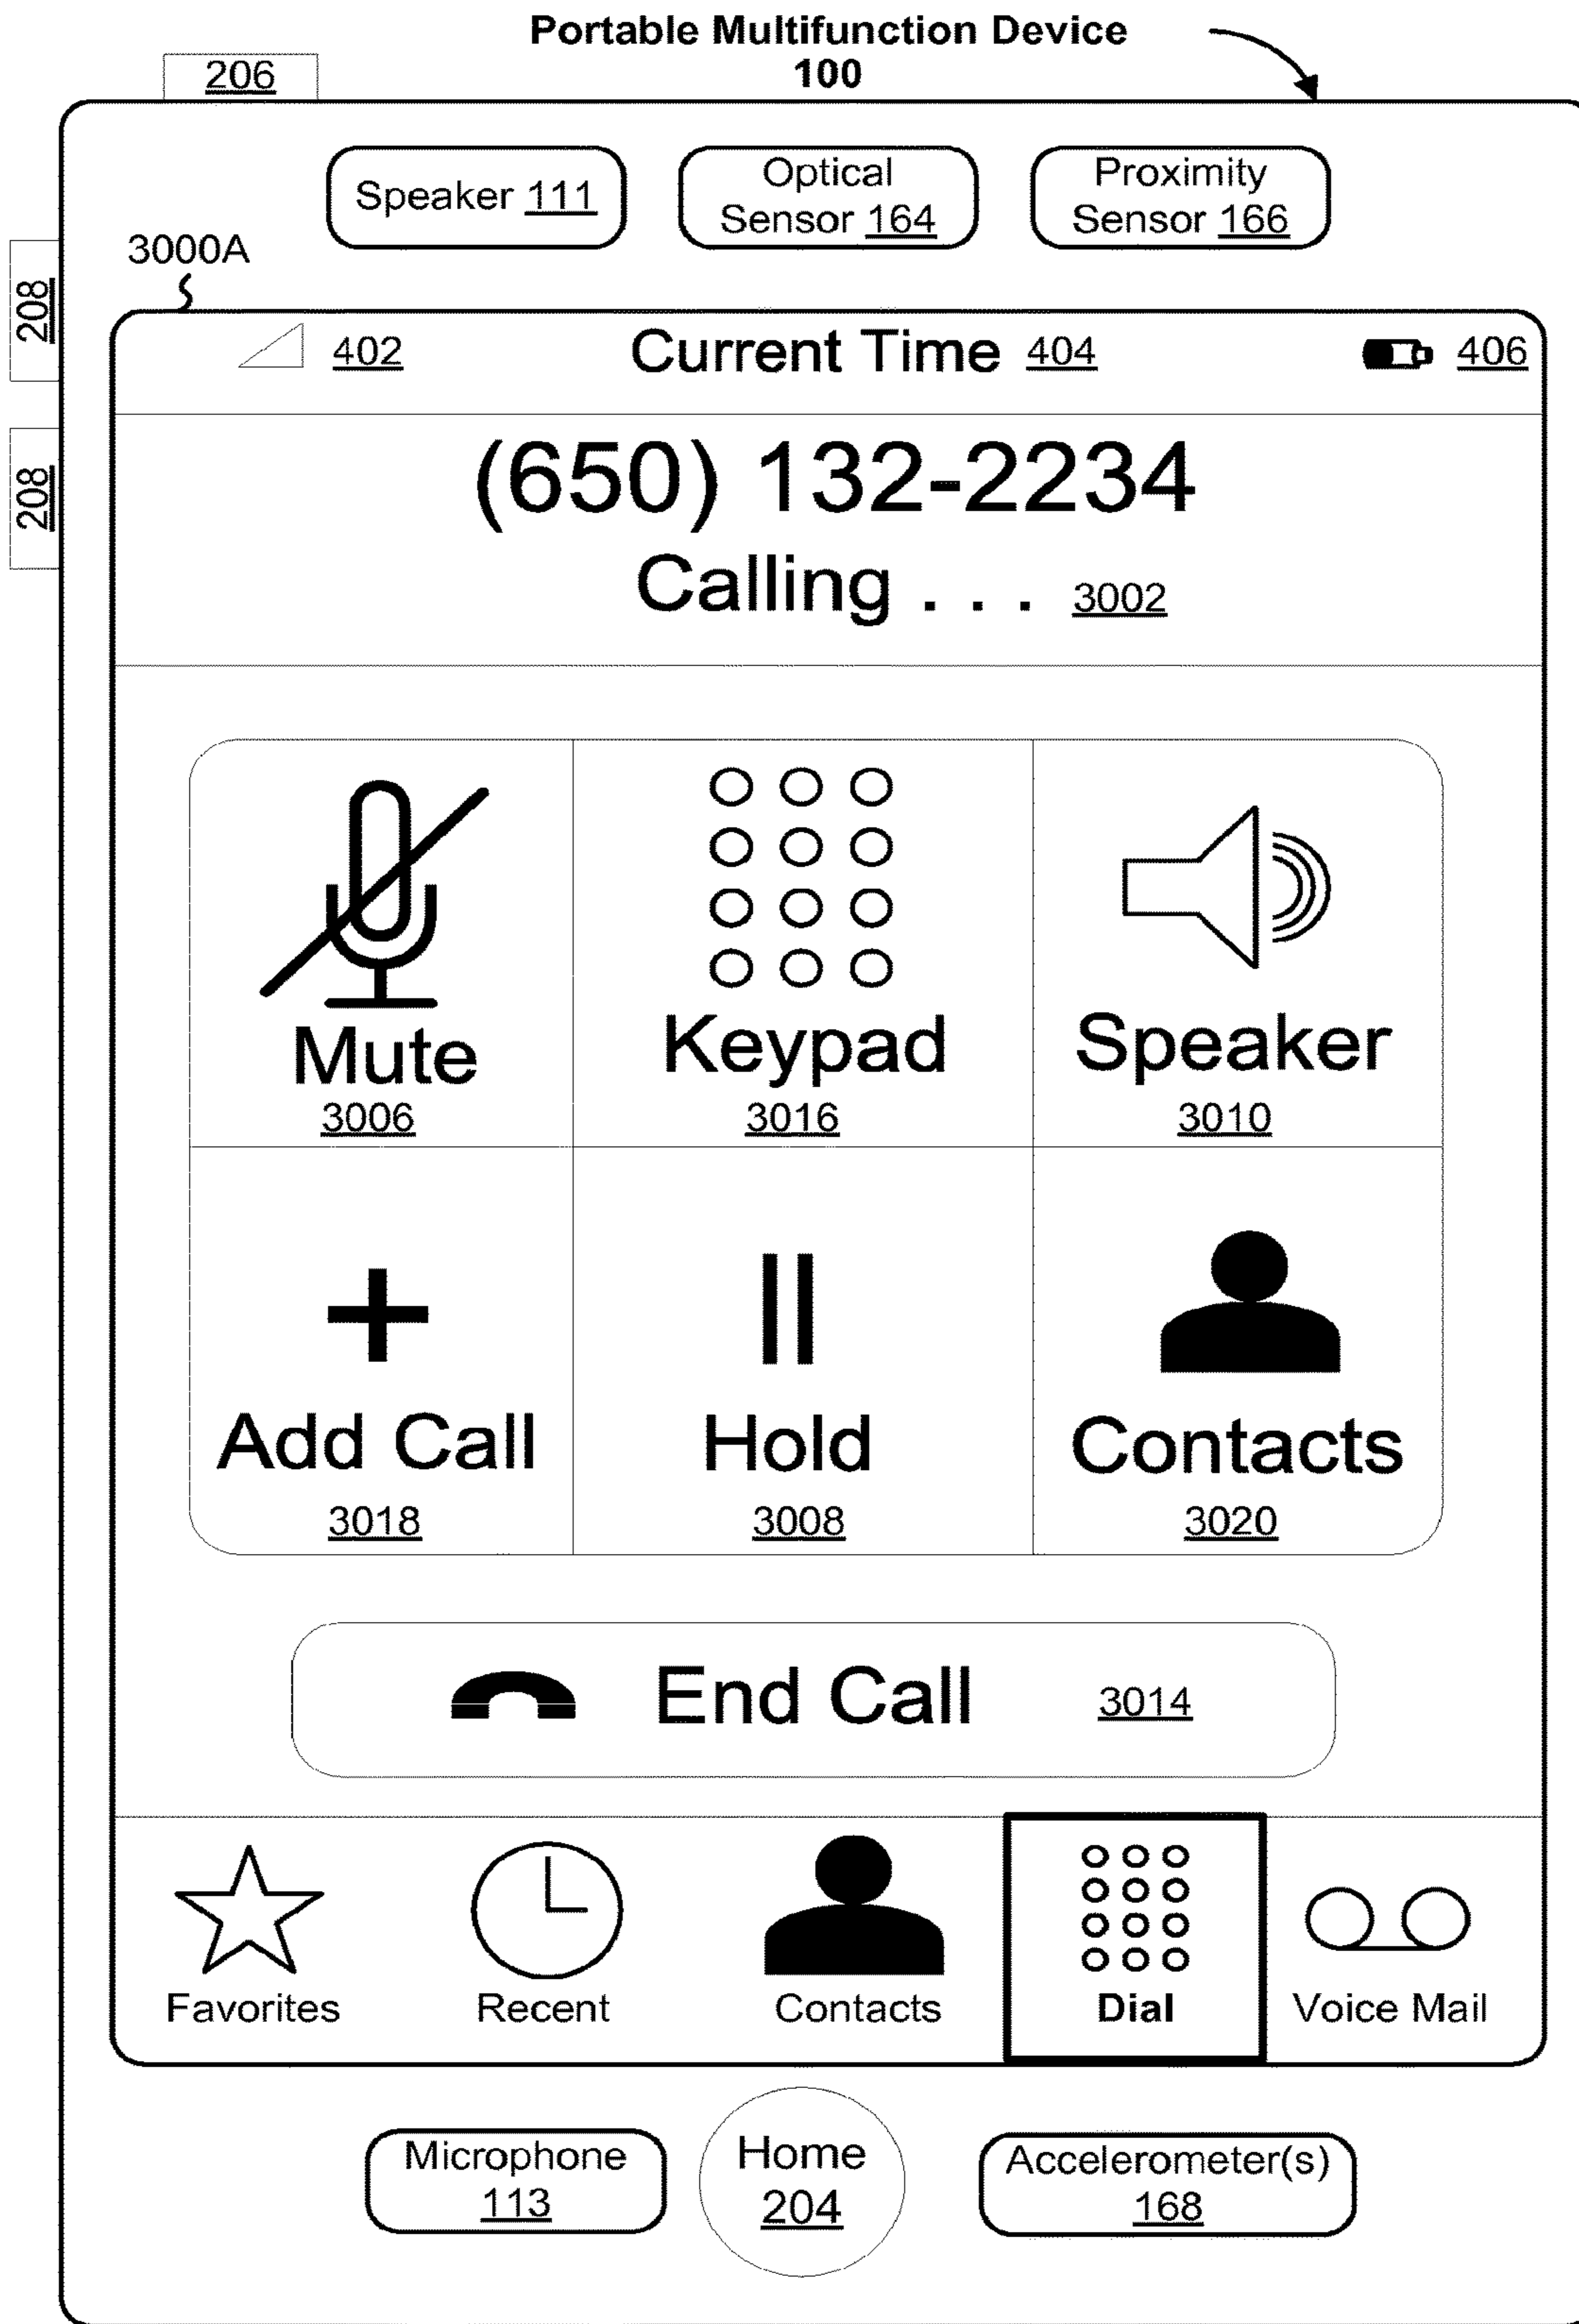 Portable Multifunction Device
100
206
Speaker 111
Optical
Sensor 164
Proximity
Sensor 166
3000A
208
208
402
Current Time 404
406
(650) 132-2234
Calling . . . 3002
Mute
3006
Keypad
3016
Speaker
3010
Add Call
3018
Hold
3008
Contacts
3020
End Call 3014
Favorites
Recent
Contacts
Dial
Voice Mail
Microphone
113
Home
204
Accelerometer(s)
168